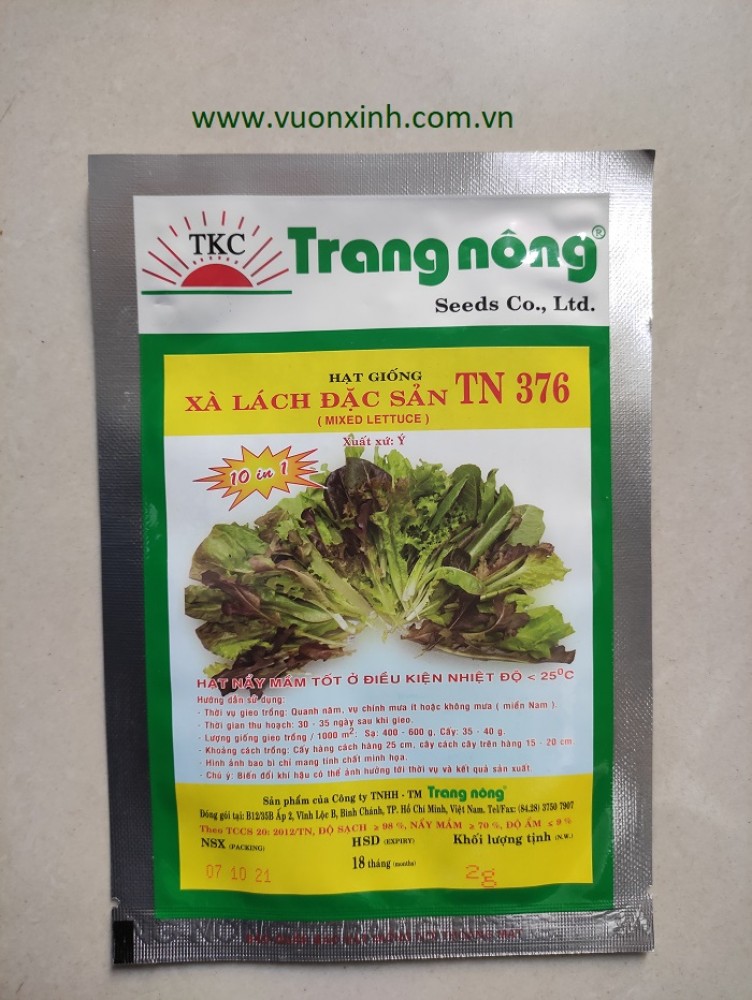 www.vuonxinh.com.vn
TKC
Trang nông®
Seeds Co., Ltd.
HẠT GIỐNG
XÀ LÁCH ĐẶC SẢN TN 376
( MIXED LETTUCE )
Xuất xứ: Ý
10 in 1
HẠT NẨY MẦM TỐT Ở ĐIỀU KIỆN NHIỆT ĐỘ < 25⁰C
Hướng dẫn sử dụng:
- Thời vụ gieo trồng: Quanh năm, vụ chính mưa ít hoặc không mưa ( miền Nam ).
- Thời gian thu hoạch: 30 - 35 ngày sau khi gieo.
- Lượng giống gieo trồng / 1000 m²: Sạ: 400 - 600 g, Cấy: 35 - 40 g.
- Khoảng cách trồng: Cấy hàng cách hàng 25 cm, cây cách cây trên hàng 15 - 20 cm.
- Hình ảnh bao bì chỉ mang tính chất minh họa.
- Chú ý: Biến đổi khí hậu có thể ảnh hưởng tới thời vụ và kết quả sản xuất.
Sản phẩm của Công ty TNHH - TM Trang nông®
Đóng gói tại: B12/35B Ấp 2, Vĩnh Lộc B, Bình Chánh, TP. Hồ Chí Minh, Việt Nam. Tel/Fax: (84.28) 3750 7907
Theo TCCS 20: 2012/TN, ĐỘ SẠCH ≥ 98 %, NẨY MẦM ≥ 70 %, ĐỘ ẨM ≤ 9 %
NSX (PACKING) HSD (EXPIRY) Khối lượng tịnh (N.W.)
07 10 21 18 tháng (months) 2g